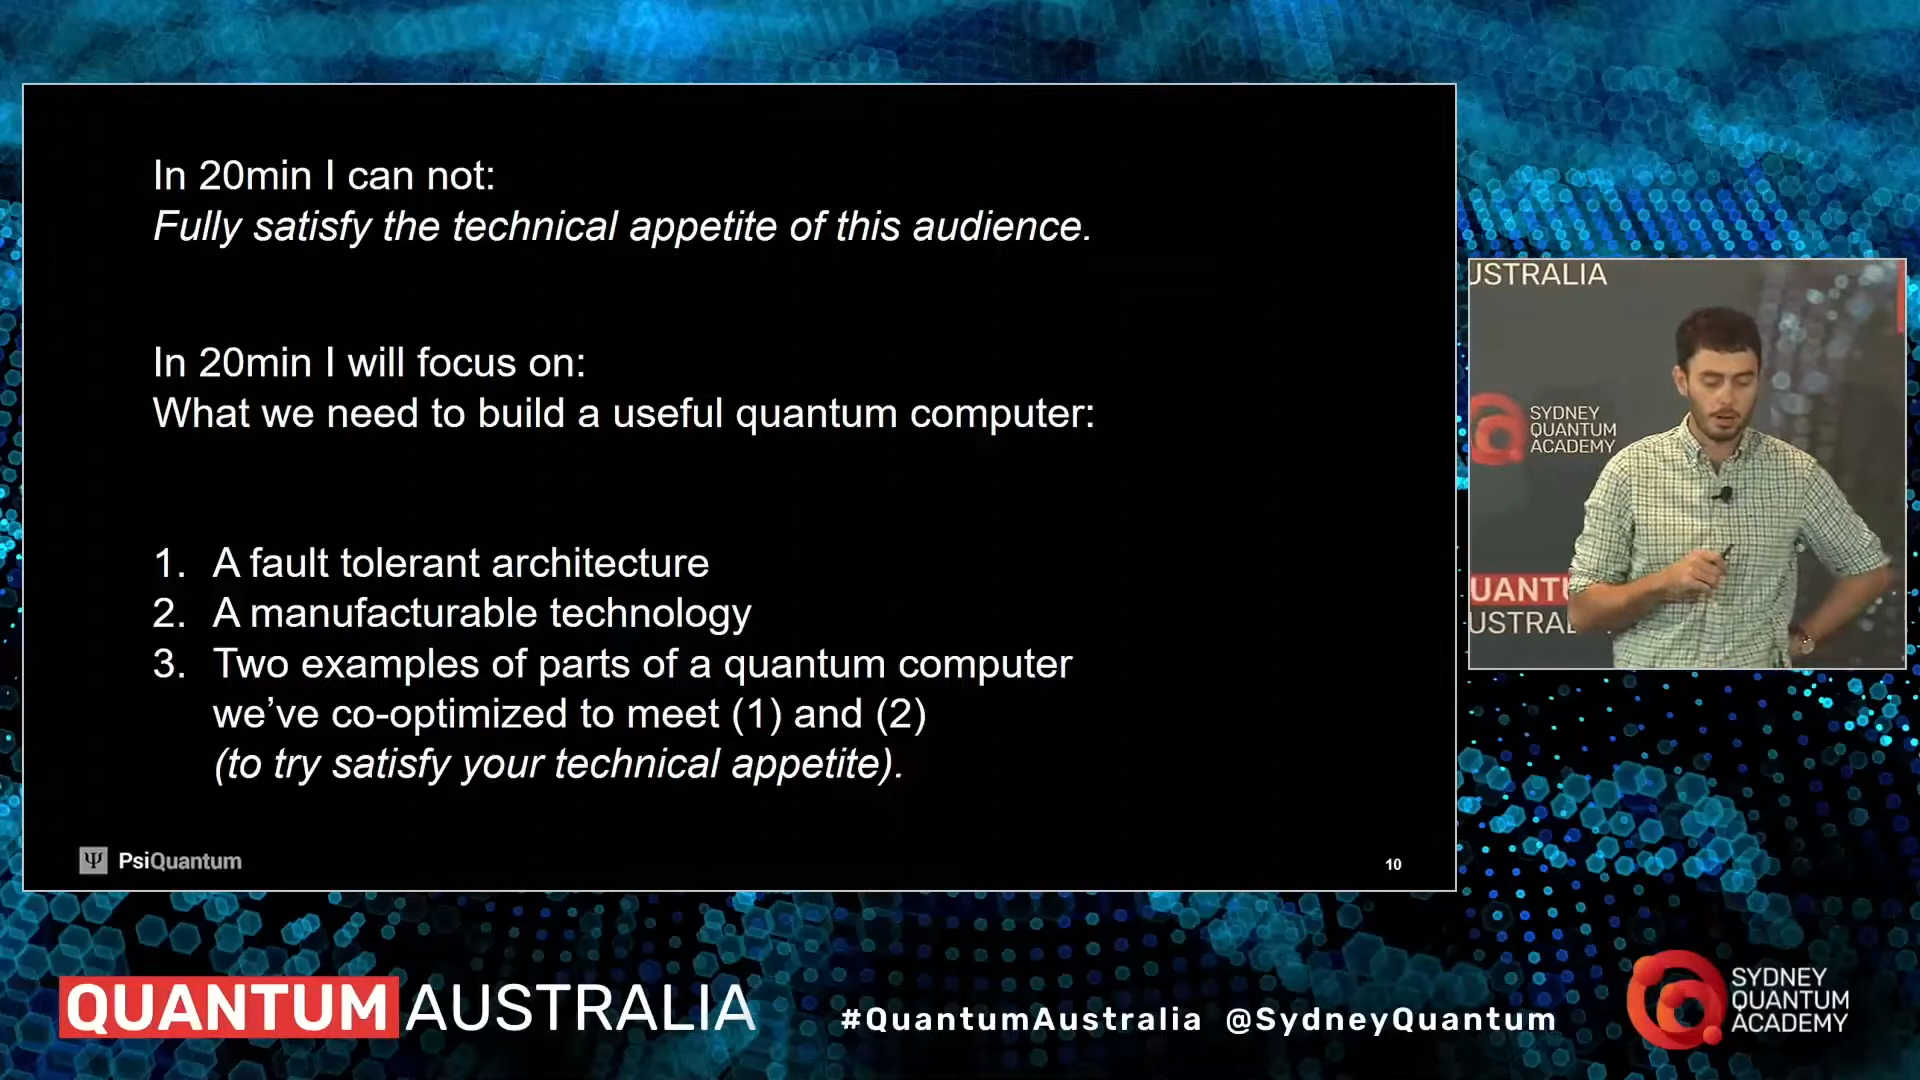 In 20min I can not:
Fully satisfy the technical appetite of this audience.
In 20min I will focus on:
What we need to build a useful quantum computer:
1. A fault tolerant architecture
2. A manufacturable technology
3. Two examples of parts of a quantum computer
we’ve co-optimized to meet (1) and (2)
(to try satisfy your technical appetite).
Ψ PsiQuantum
10
USTRALIA
SYDNEY
QUANTUM
ACADEMY
UANTU
USTRAL
QUANTUM AUSTRALIA
#QuantumAustralia @SydneyQuantum
SYDNEY
QUANTUM
ACADEMY